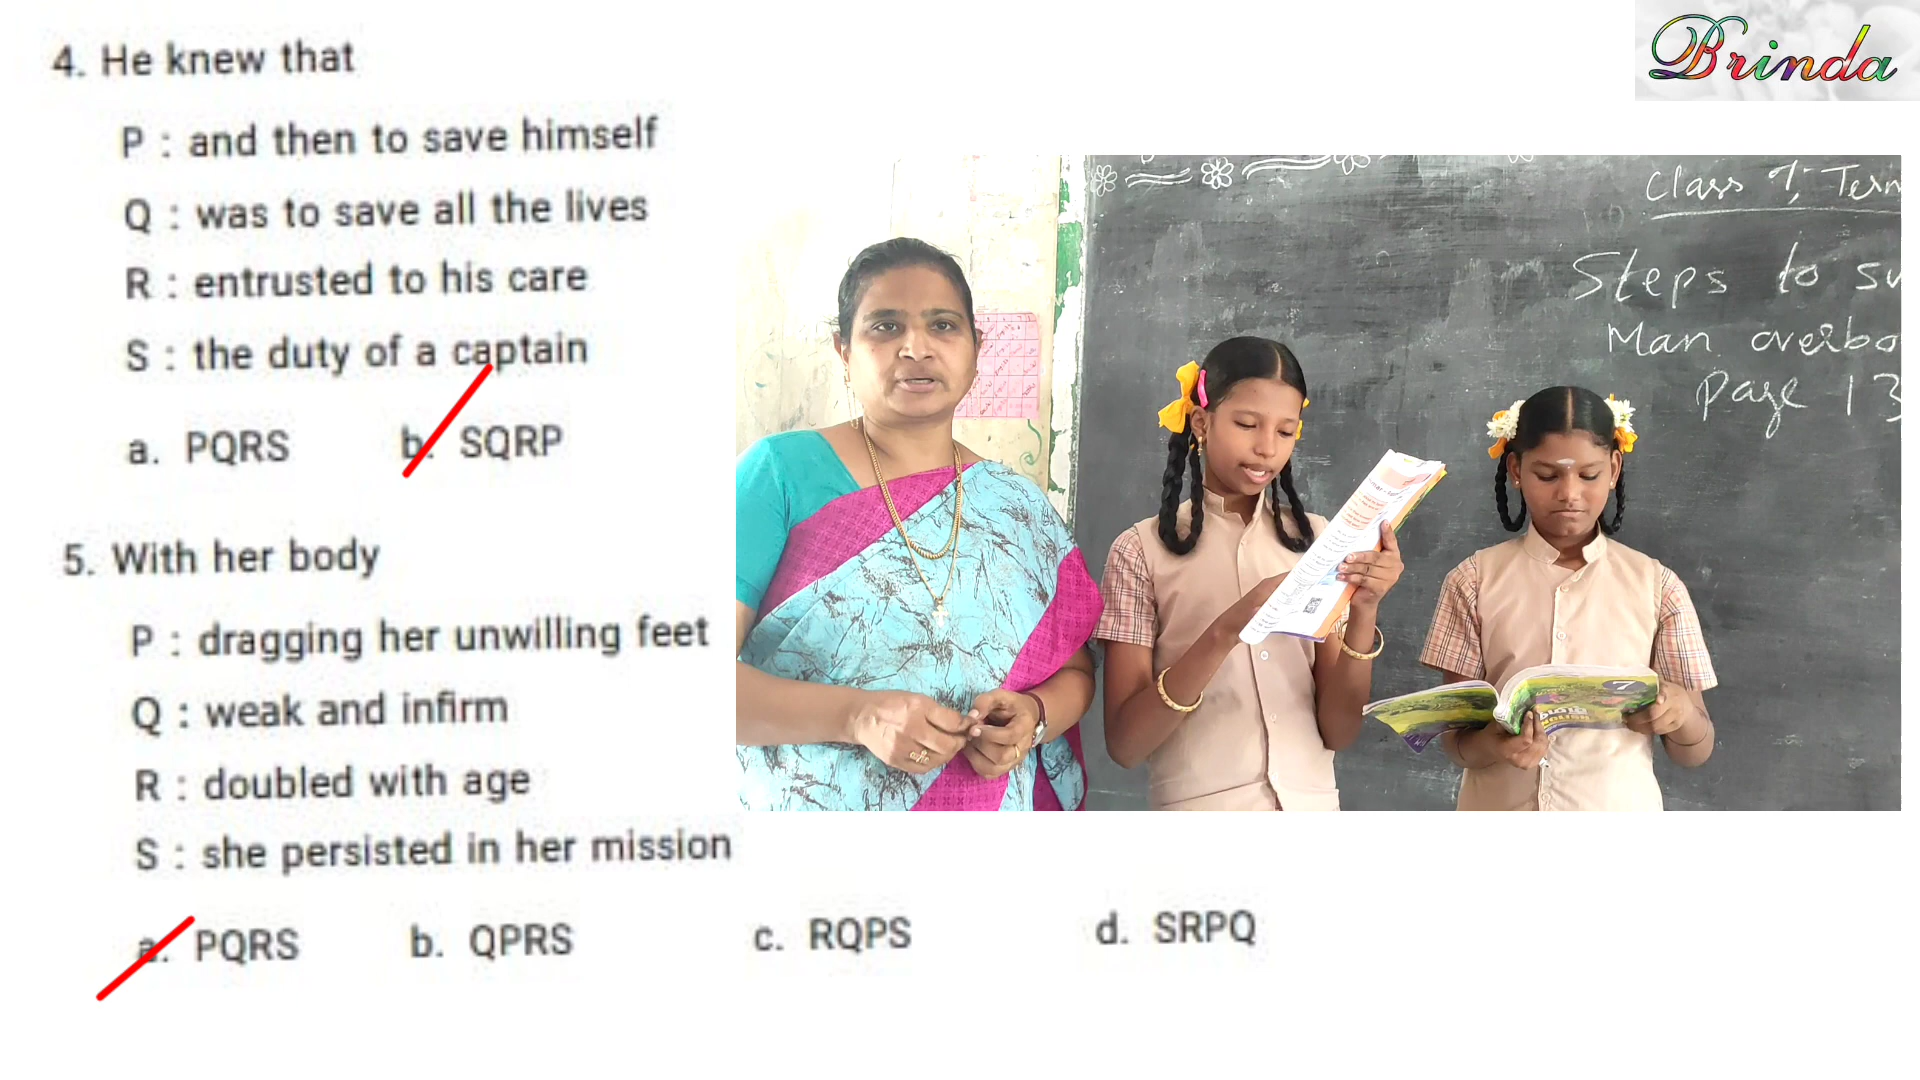 Brinda
4. He knew that
P : and then to save himself
Q : was to save all the lives
R : entrusted to his care
S : the duty of a captain
a. PQRS b. SQRP
5. With her body
P : dragging her unwilling feet
Q : weak and infirm
R : doubled with age
S : she persisted in her mission
a. PQRS b. QPRS c. RQPS d. SRPQ
Class 7, Term
Steps to su
Man overbo
Page 13
7
ENGLISH